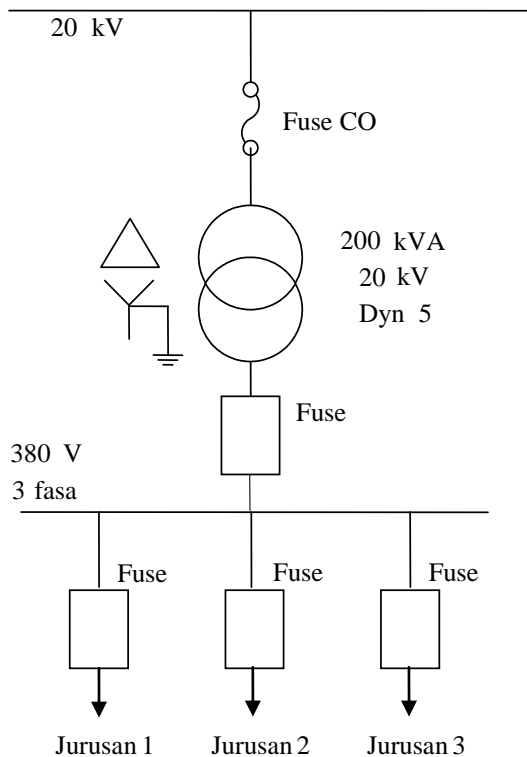 20 kV
Fuse CO
200 kVA
20 kV
Dyn 5
Fuse
380 V
3 fasa
Fuse
Fuse
Fuse
Jurusan 1
Jurusan 2
Jurusan 3